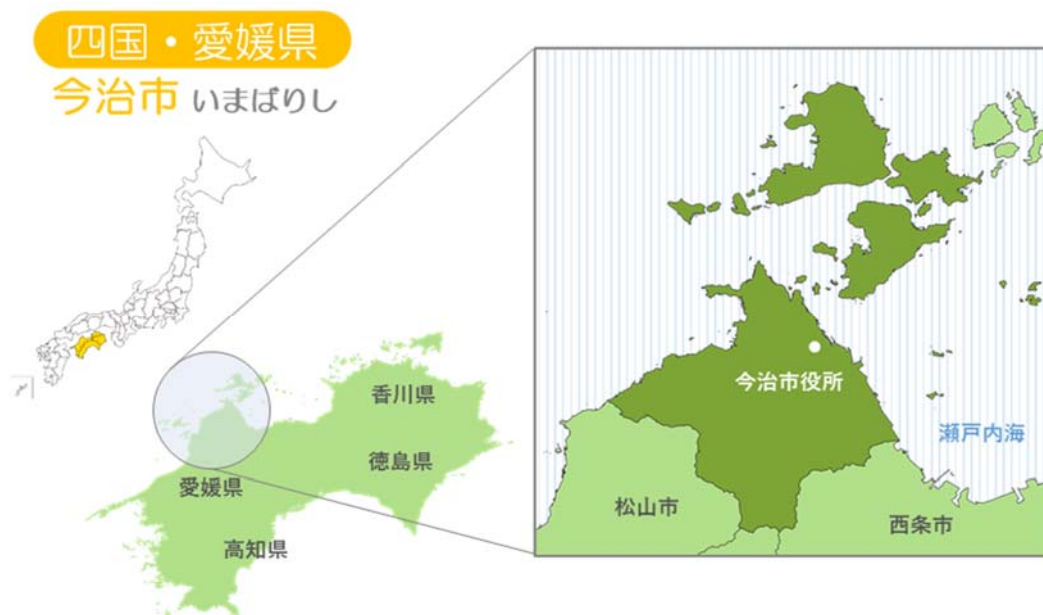 四国・愛媛県
今治市 いまばりし
香川県
徳島県
愛媛県
高知県
今治市役所
瀬戸内海
松山市
西条市